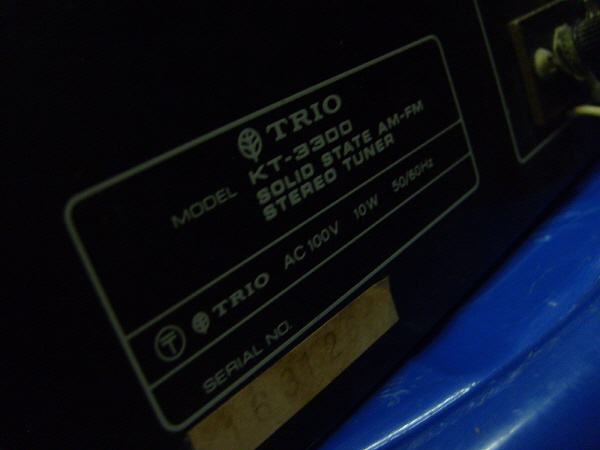 TRIO
MODEL KT-3300
SOLID STATE AM-FM
STEREO TUNER
TRIO AC 100V 10W 50/60Hz
SERIAL NO.